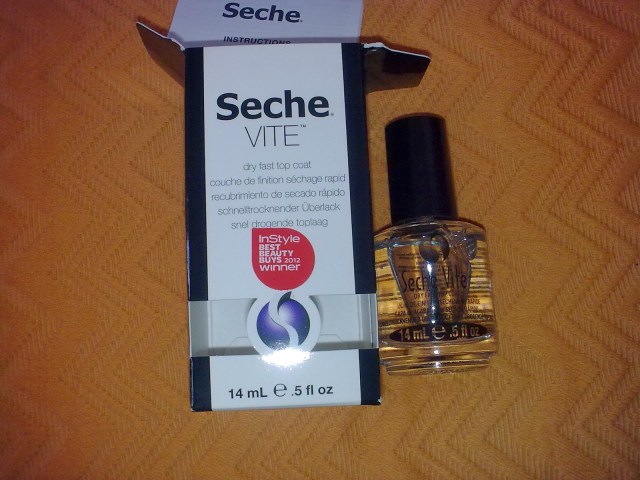 Seche
INSTRUCTIONS
Seche
VITE™
dry fast top coat
couche de finition séchage rapid
recubrimiento de secado rápido
schnelltrocknender Überlack
snel drogende toplaag
InStyle
BEST
BEAUTY
BUYS 2012
winner
14 mL e .5 fl oz
Seche Vite
14 mL e .5 fl oz